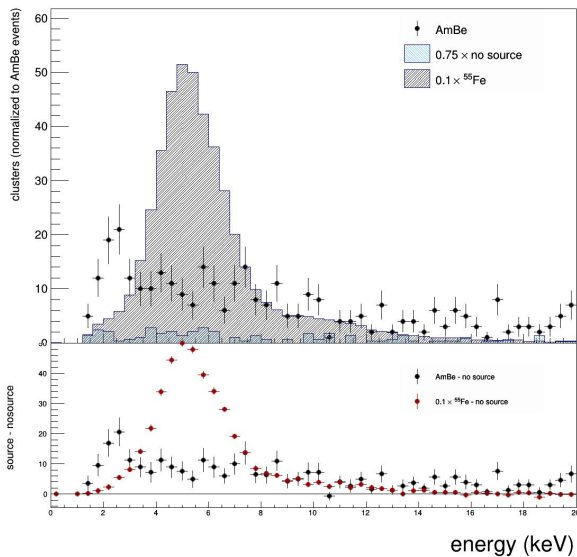 clusters (normalized to AmBe events)
60
50
40
30
20
10
0
AmBe
0.75 × no source
0.1 × ⁵⁵Fe
source - nosource
40
30
20
10
0
AmBe - no source
0.1 × ⁵⁵Fe - no source
0 2 4 6 8 10 12 14 16 18 20
energy (keV)